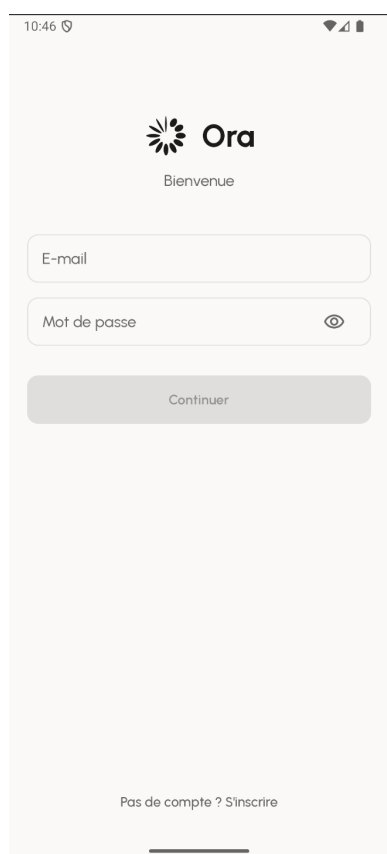 10:46
Ora
Bienvenue
E-mail
Mot de passe
Continuer
Pas de compte ? S'inscrire